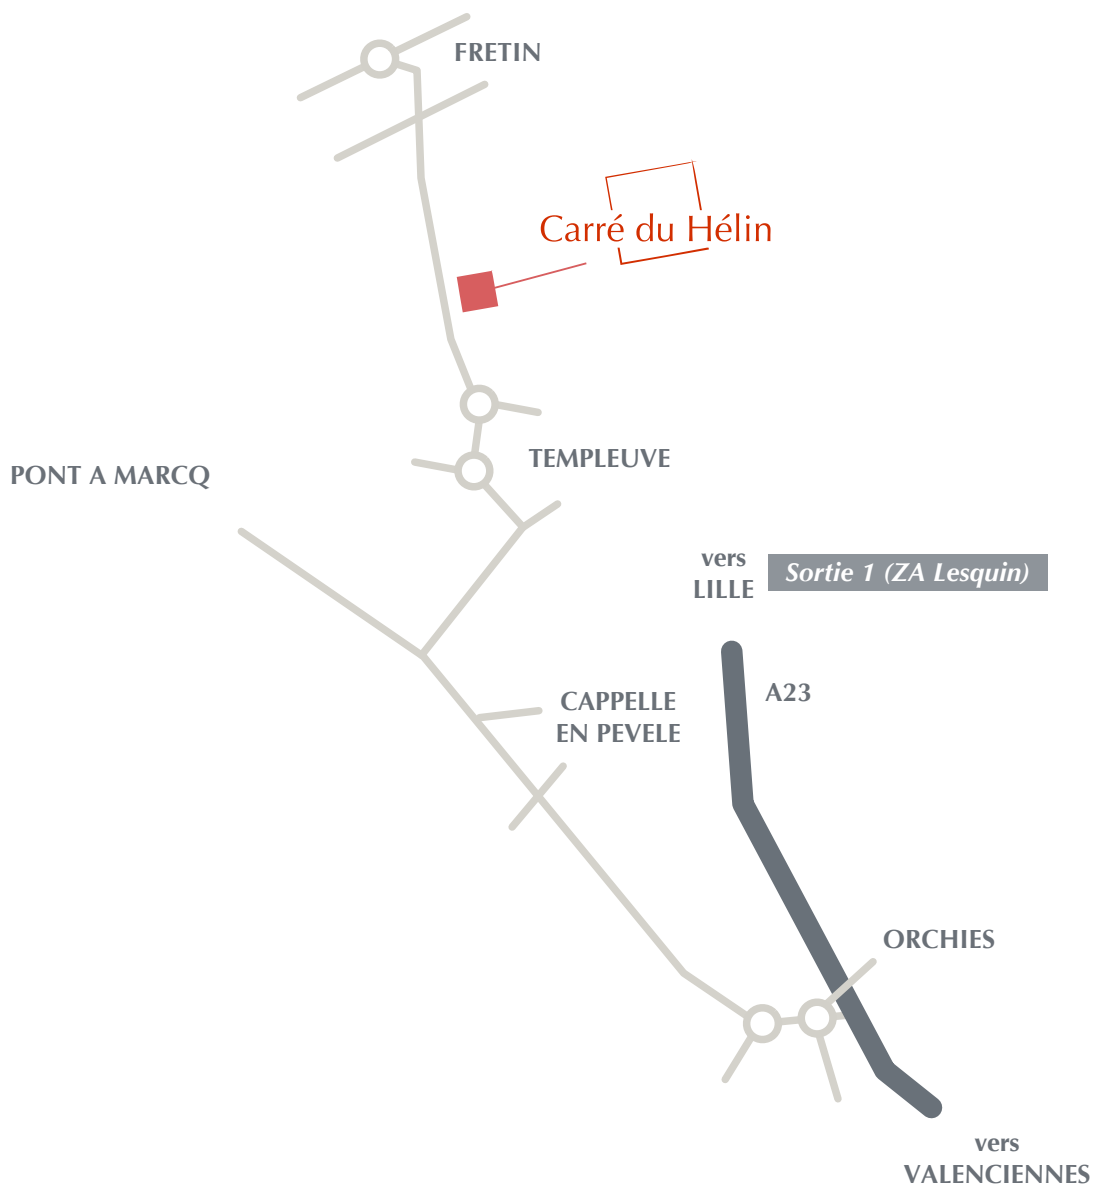 FRETIN
Carré du Hélin
TEMPLEUVE
PONT A MARCQ
vers
LILLE
Sortie 1 (ZA Lesquin)
A23
CAPPELLE
EN PEVELE
ORCHIES
vers
VALENCIENNES